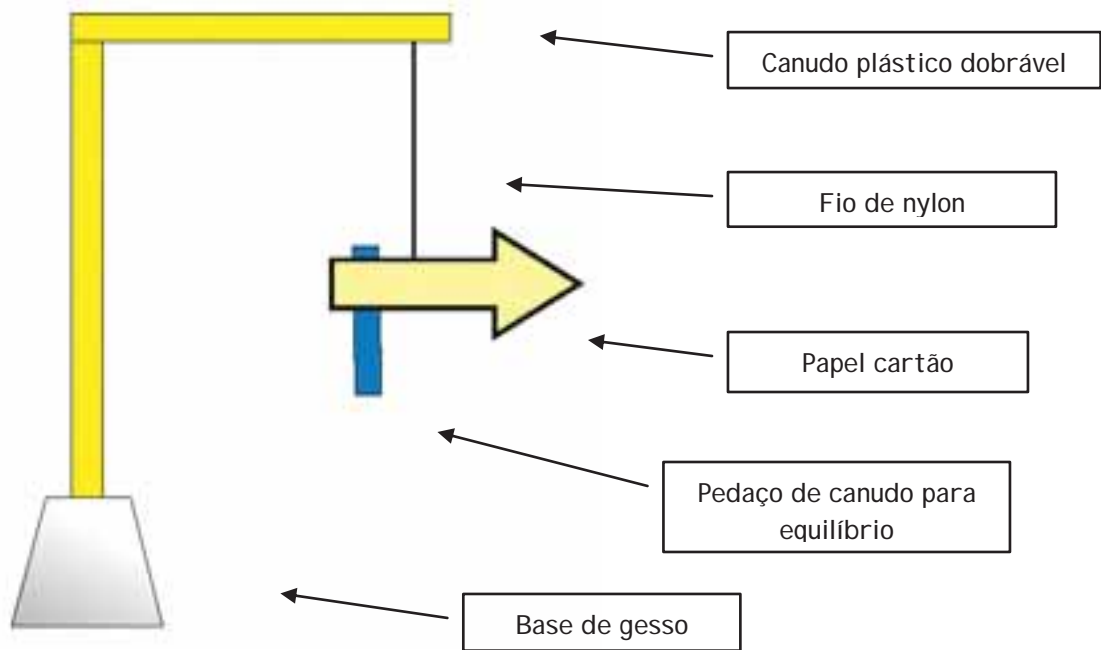 Canudo plástico dobrável
Fio de nylon
Papel cartão
Pedaço de canudo para
equilíbrio
Base de gesso